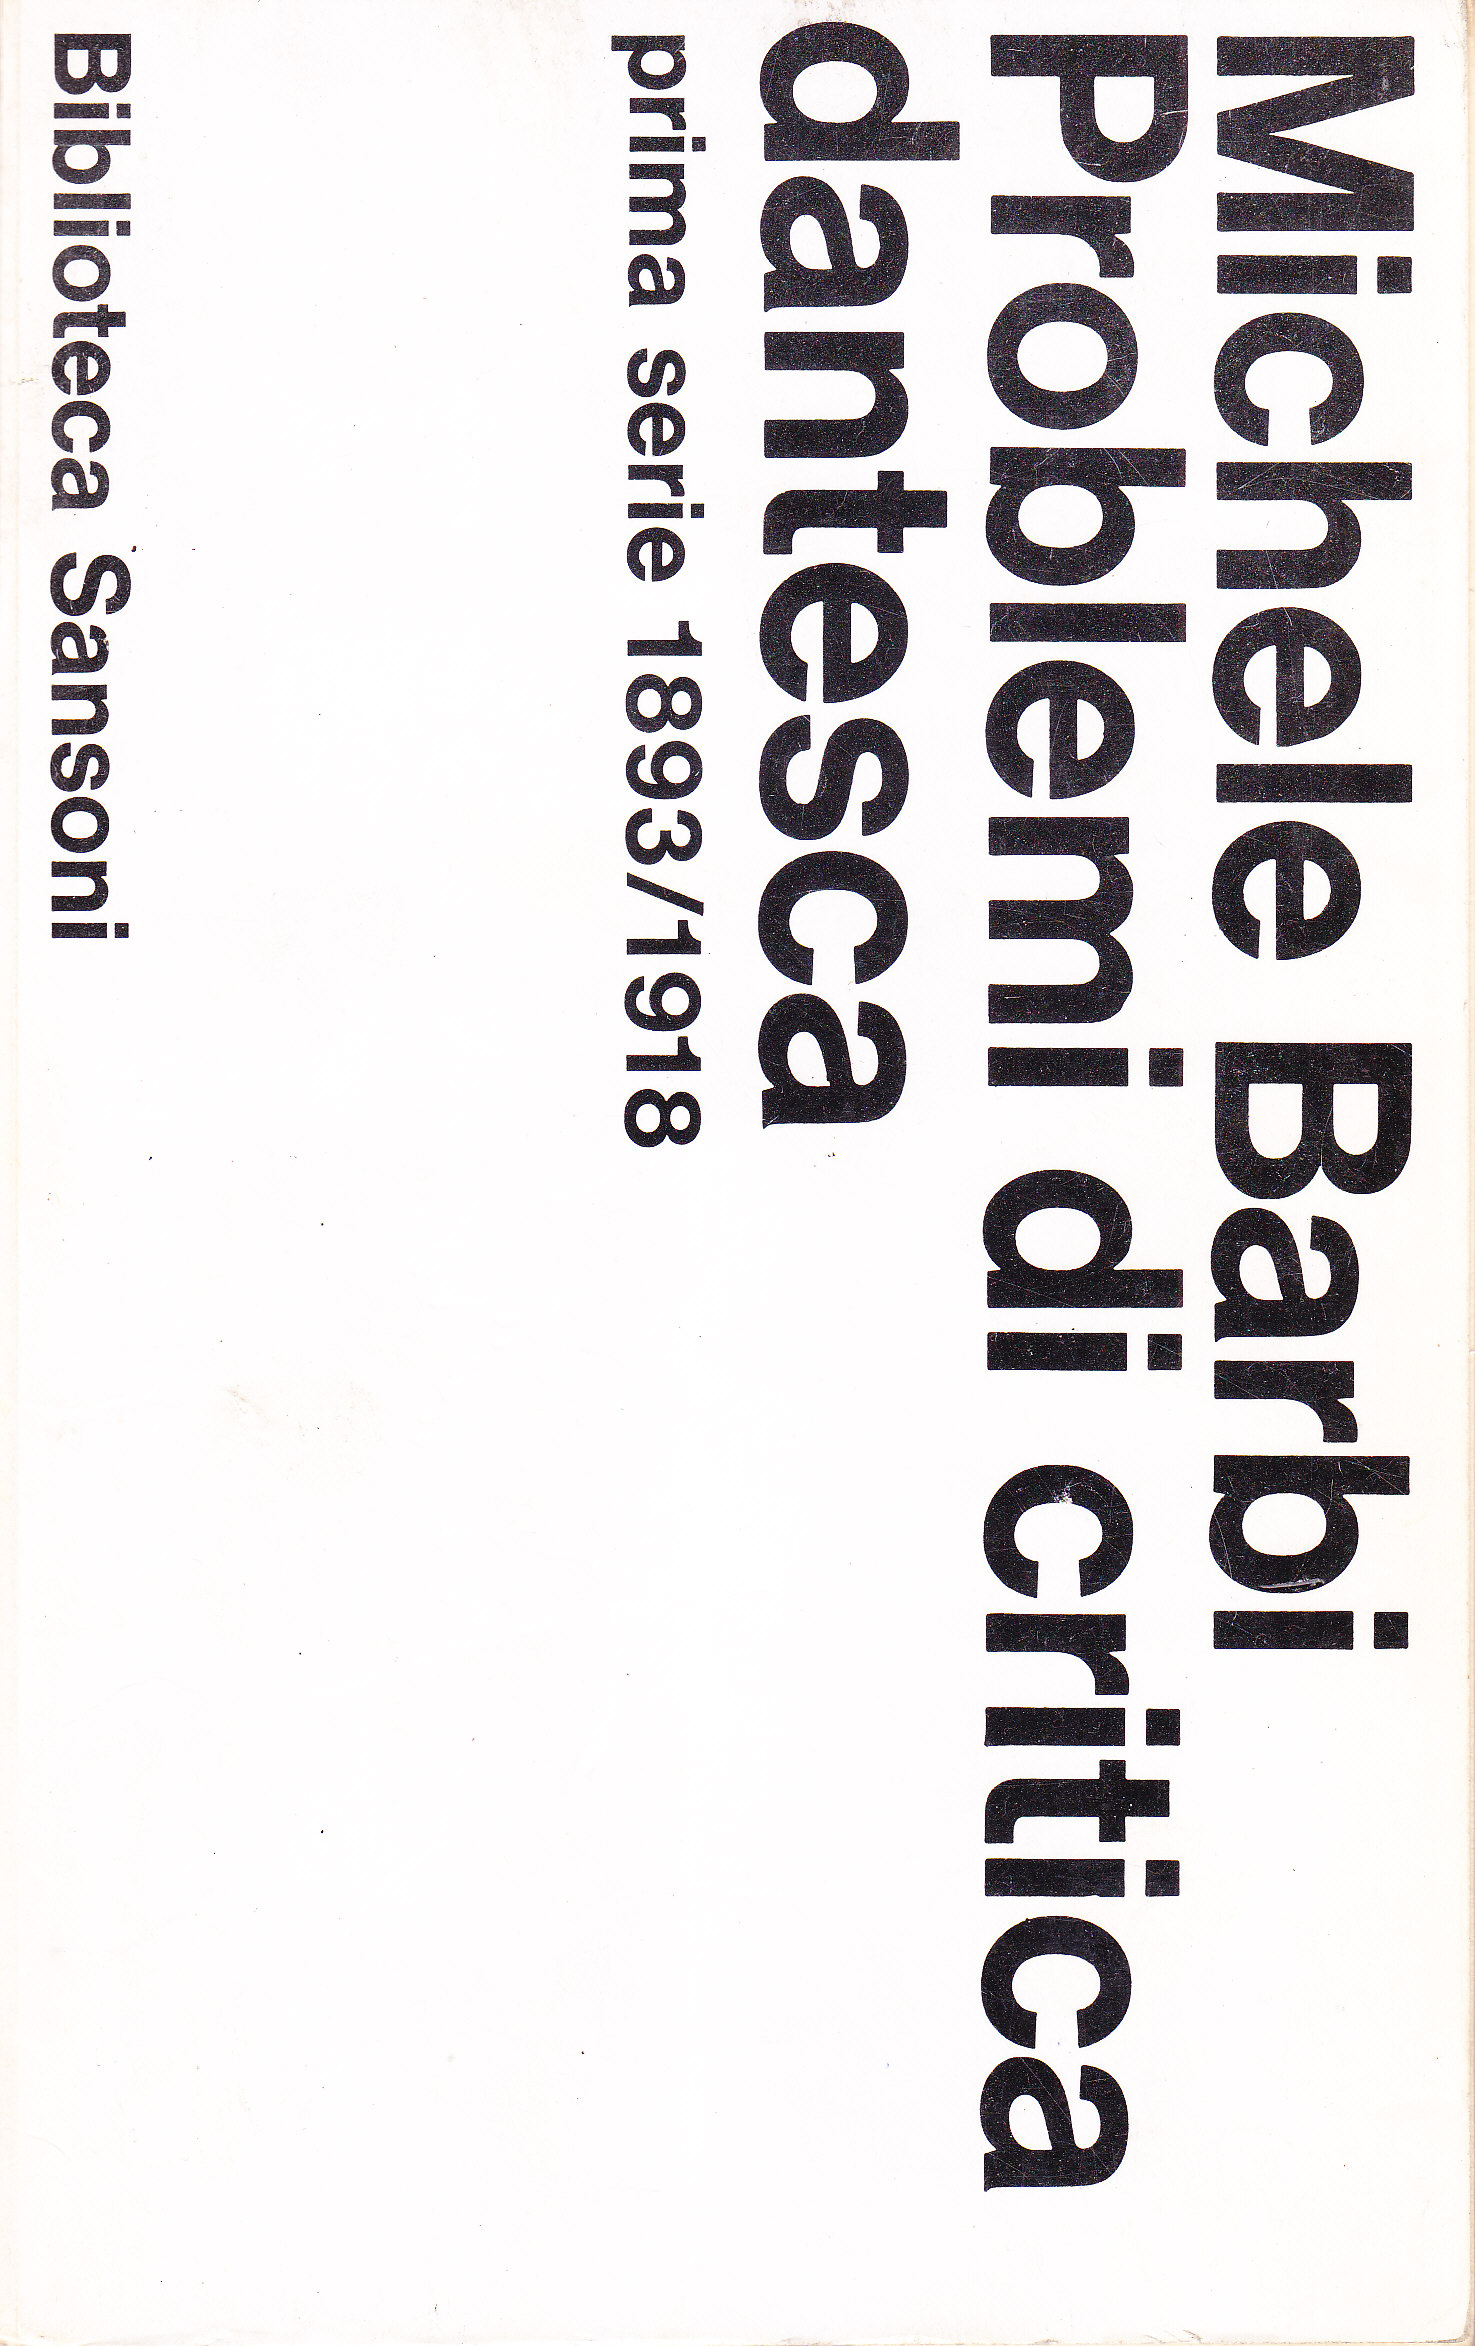 Michele Barbi
Problemi di critica
dantesca
prima serie 1893/1918
Biblioteca Sansoni